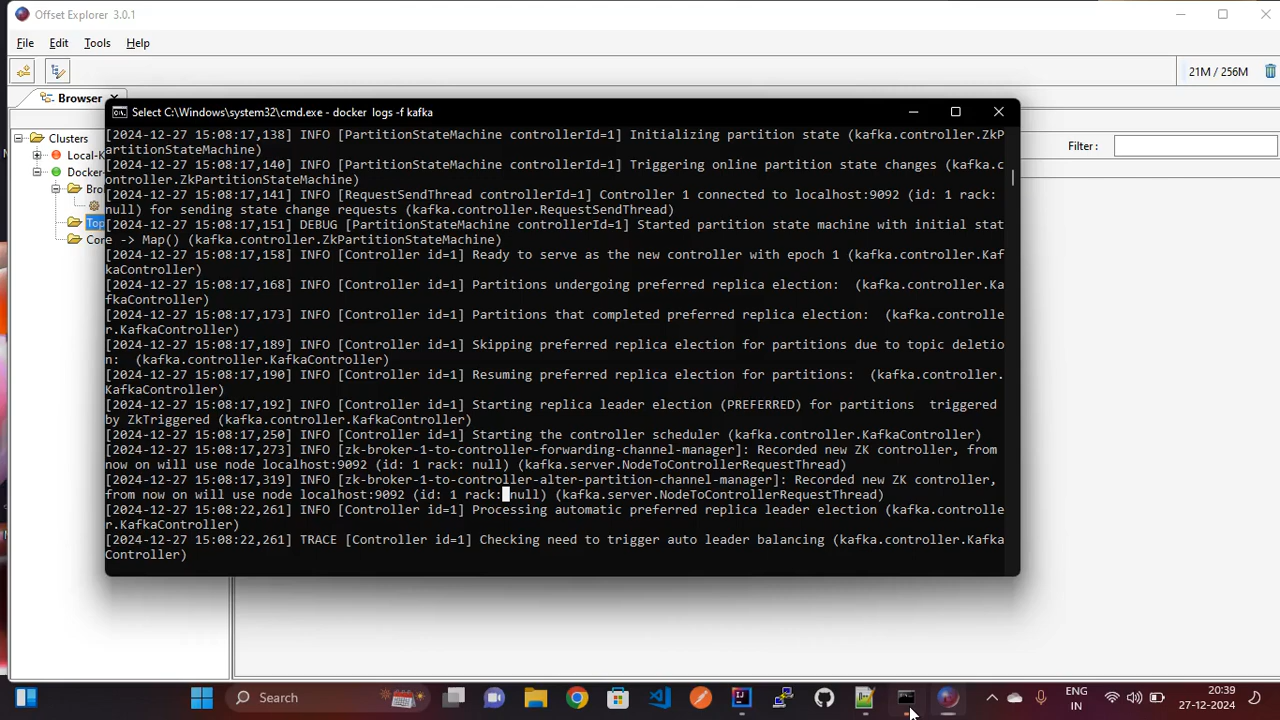 Offset Explorer 3.0.1
File Edit Tools Help
21M / 256M
Browser
Select C:\Windows\system32\cmd.exe - docker logs -f kafka
Filter :
Clusters
Local-K
Docker-
Bro
Top
Con
[2024-12-27 15:08:17,138] INFO [PartitionStateMachine controllerId=1] Initializing partition state (kafka.controller.ZkP
artitionStateMachine)
[2024-12-27 15:08:17,140] INFO [PartitionStateMachine controllerId=1] Triggering online partition state changes (kafka.c
ontroller.ZkPartitionStateMachine)
[2024-12-27 15:08:17,141] INFO [RequestSendThread controllerId=1] Controller 1 connected to localhost:9092 (id: 1 rack:
null) for sending state change requests (kafka.controller.RequestSendThread)
[2024-12-27 15:08:17,151] DEBUG [PartitionStateMachine controllerId=1] Started partition state machine with initial stat
e -> Map() (kafka.controller.ZkPartitionStateMachine)
[2024-12-27 15:08:17,158] INFO [Controller id=1] Ready to serve as the new controller with epoch 1 (kafka.controller.Kaf
kaController)
[2024-12-27 15:08:17,168] INFO [Controller id=1] Partitions undergoing preferred replica election:  (kafka.controller.Ka
fkaController)
[2024-12-27 15:08:17,173] INFO [Controller id=1] Partitions that completed preferred replica election:  (kafka.controlle
r.KafkaController)
[2024-12-27 15:08:17,189] INFO [Controller id=1] Skipping preferred replica election for partitions due to topic deletio
n:  (kafka.controller.KafkaController)
[2024-12-27 15:08:17,190] INFO [Controller id=1] Resuming preferred replica election for partitions:  (kafka.controller.
KafkaController)
[2024-12-27 15:08:17,192] INFO [Controller id=1] Starting replica leader election (PREFERRED) for partitions  triggered
by ZkTriggered (kafka.controller.KafkaController)
[2024-12-27 15:08:17,250] INFO [Controller id=1] Starting the controller scheduler (kafka.controller.KafkaController)
[2024-12-27 15:08:17,273] INFO [zk-broker-1-to-controller-forwarding-channel-manager]: Recorded new ZK controller, from
now on will use node localhost:9092 (id: 1 rack: null) (kafka.server.NodeToControllerRequestThread)
[2024-12-27 15:08:17,319] INFO [zk-broker-1-to-controller-alter-partition-channel-manager]: Recorded new ZK controller,
from now on will use node localhost:9092 (id: 1 rack: null) (kafka.server.NodeToControllerRequestThread)
[2024-12-27 15:08:22,261] INFO [Controller id=1] Processing automatic preferred replica leader election (kafka.controlle
r.KafkaController)
[2024-12-27 15:08:22,261] TRACE [Controller id=1] Checking need to trigger auto leader balancing (kafka.controller.Kafka
Controller)
Search
ENG
IN
20:39
27-12-2024